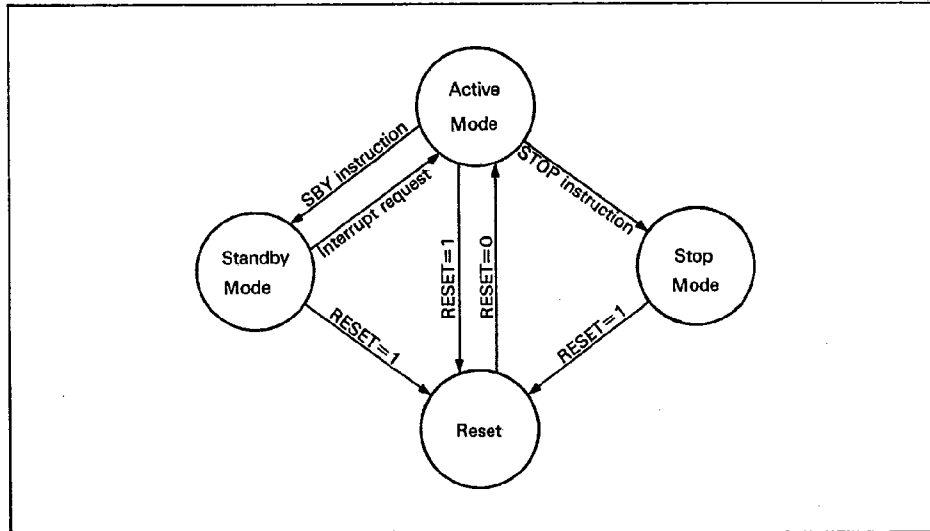 Active
Mode
SBY instruction
Interrupt request
STOP instruction
RESET=1
RESET=0
Standby
Mode
Stop
Mode
RESET=1
RESET=1
Reset